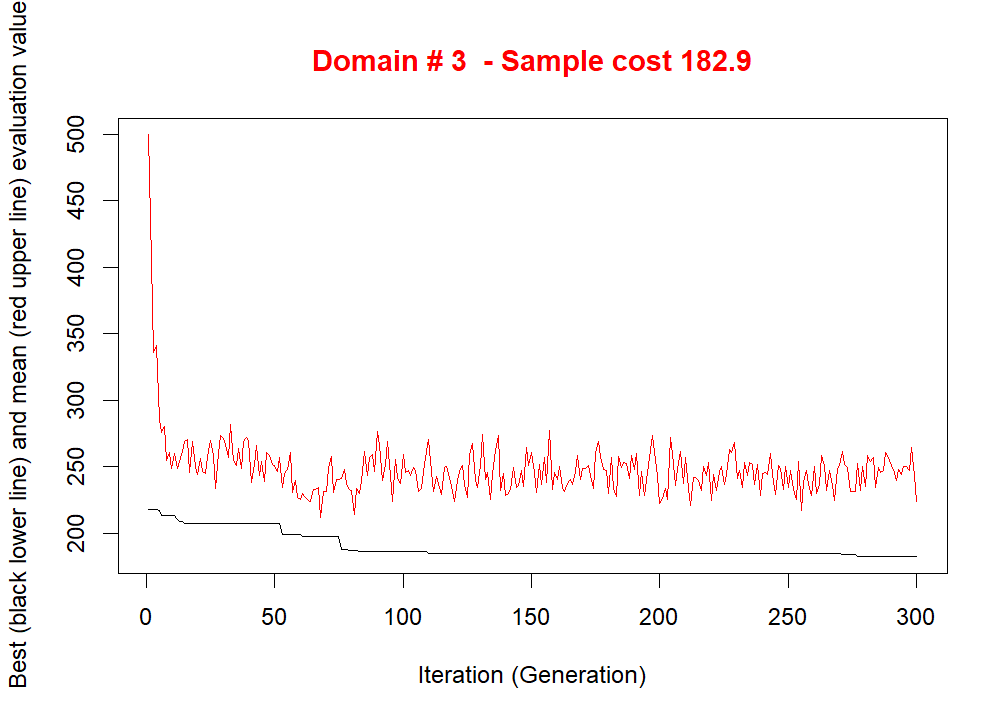 Domain # 3  - Sample cost 182.9
Best (black lower line) and mean (red upper line) evaluation value
500
450
400
350
300
250
200
0 50 100 150 200 250 300
Iteration (Generation)